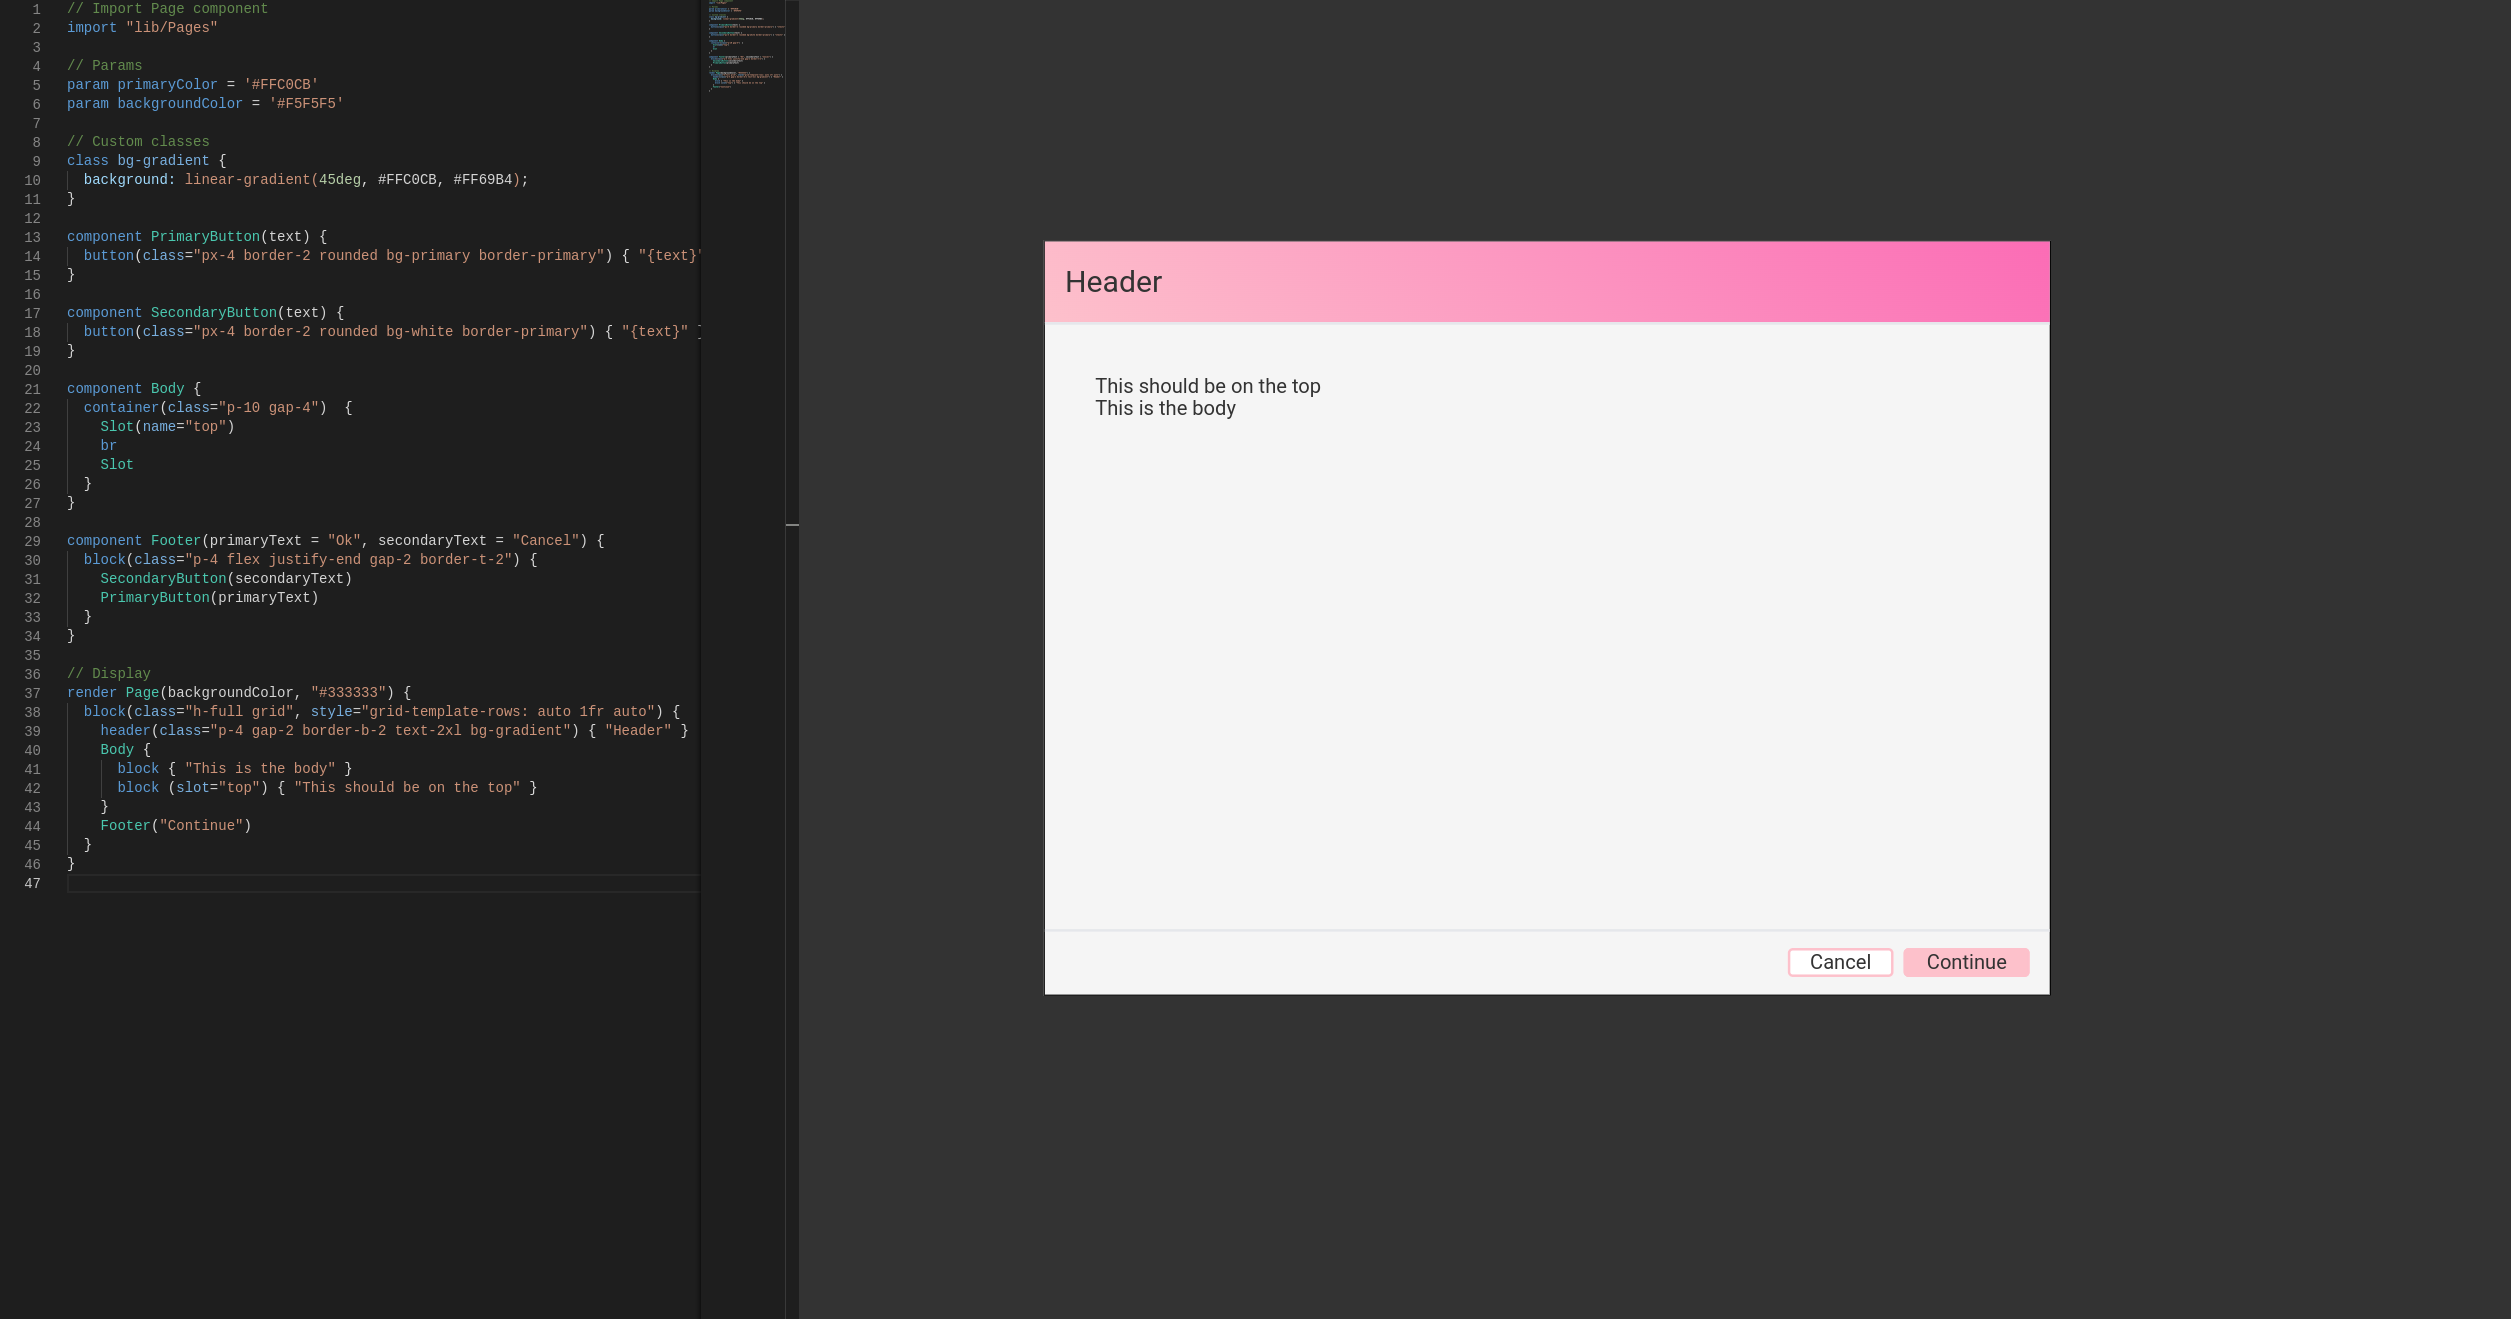 1 // Import Page component
2 import "lib/Pages"
3
4 // Params
5 param primaryColor = '#FFC0CB'
6 param backgroundColor = '#F5F5F5'
7
8 // Custom classes
9 class bg-gradient {
10 background: linear-gradient(45deg, #FFC0CB, #FF69B4);
11 }
12
13 component PrimaryButton(text) {
14 button(class="px-4 border-2 rounded bg-primary border-primary") { "{text}"
15 }
16
17 component SecondaryButton(text) {
18 button(class="px-4 border-2 rounded bg-white border-primary") { "{text}" }
19 }
20
21 component Body {
22 container(class="p-10 gap-4")  {
23 Slot(name="top")
24 br
25 Slot
26 }
27 }
28
29 component Footer(primaryText = "Ok", secondaryText = "Cancel") {
30 block(class="p-4 flex justify-end gap-2 border-t-2") {
31 SecondaryButton(secondaryText)
32 PrimaryButton(primaryText)
33 }
34 }
35
36 // Display
37 render Page(backgroundColor, "#333333") {
38 block(class="h-full grid", style="grid-template-rows: auto 1fr auto") {
39 header(class="p-4 gap-2 border-b-2 text-2xl bg-gradient") { "Header" }
40 Body {
41 block { "This is the body" }
42 block (slot="top") { "This should be on the top" }
43 }
44 Footer("Continue")
45 }
46 }
47
Header
This should be on the top
This is the body
Cancel
Continue